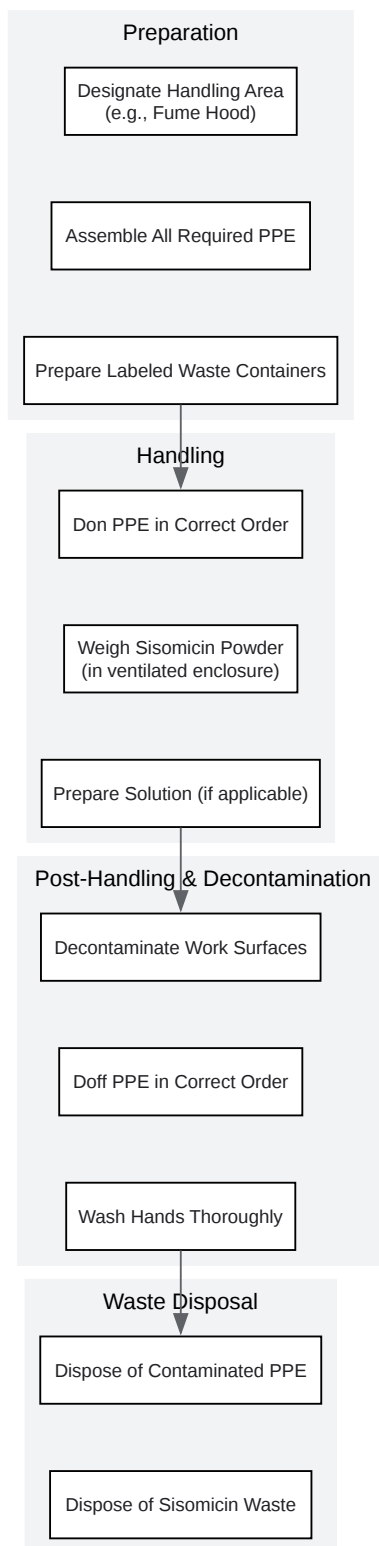 Preparation
Designate Handling Area
(e.g., Fume Hood)
Assemble All Required PPE
Prepare Labeled Waste Containers
Handling
Don PPE in Correct Order
Weigh Sisomicin Powder
(in ventilated enclosure)
Prepare Solution (if applicable)
Post-Handling & Decontamination
Decontaminate Work Surfaces
Doff PPE in Correct Order
Wash Hands Thoroughly
Waste Disposal
Dispose of Contaminated PPE
Dispose of Sisomicin Waste